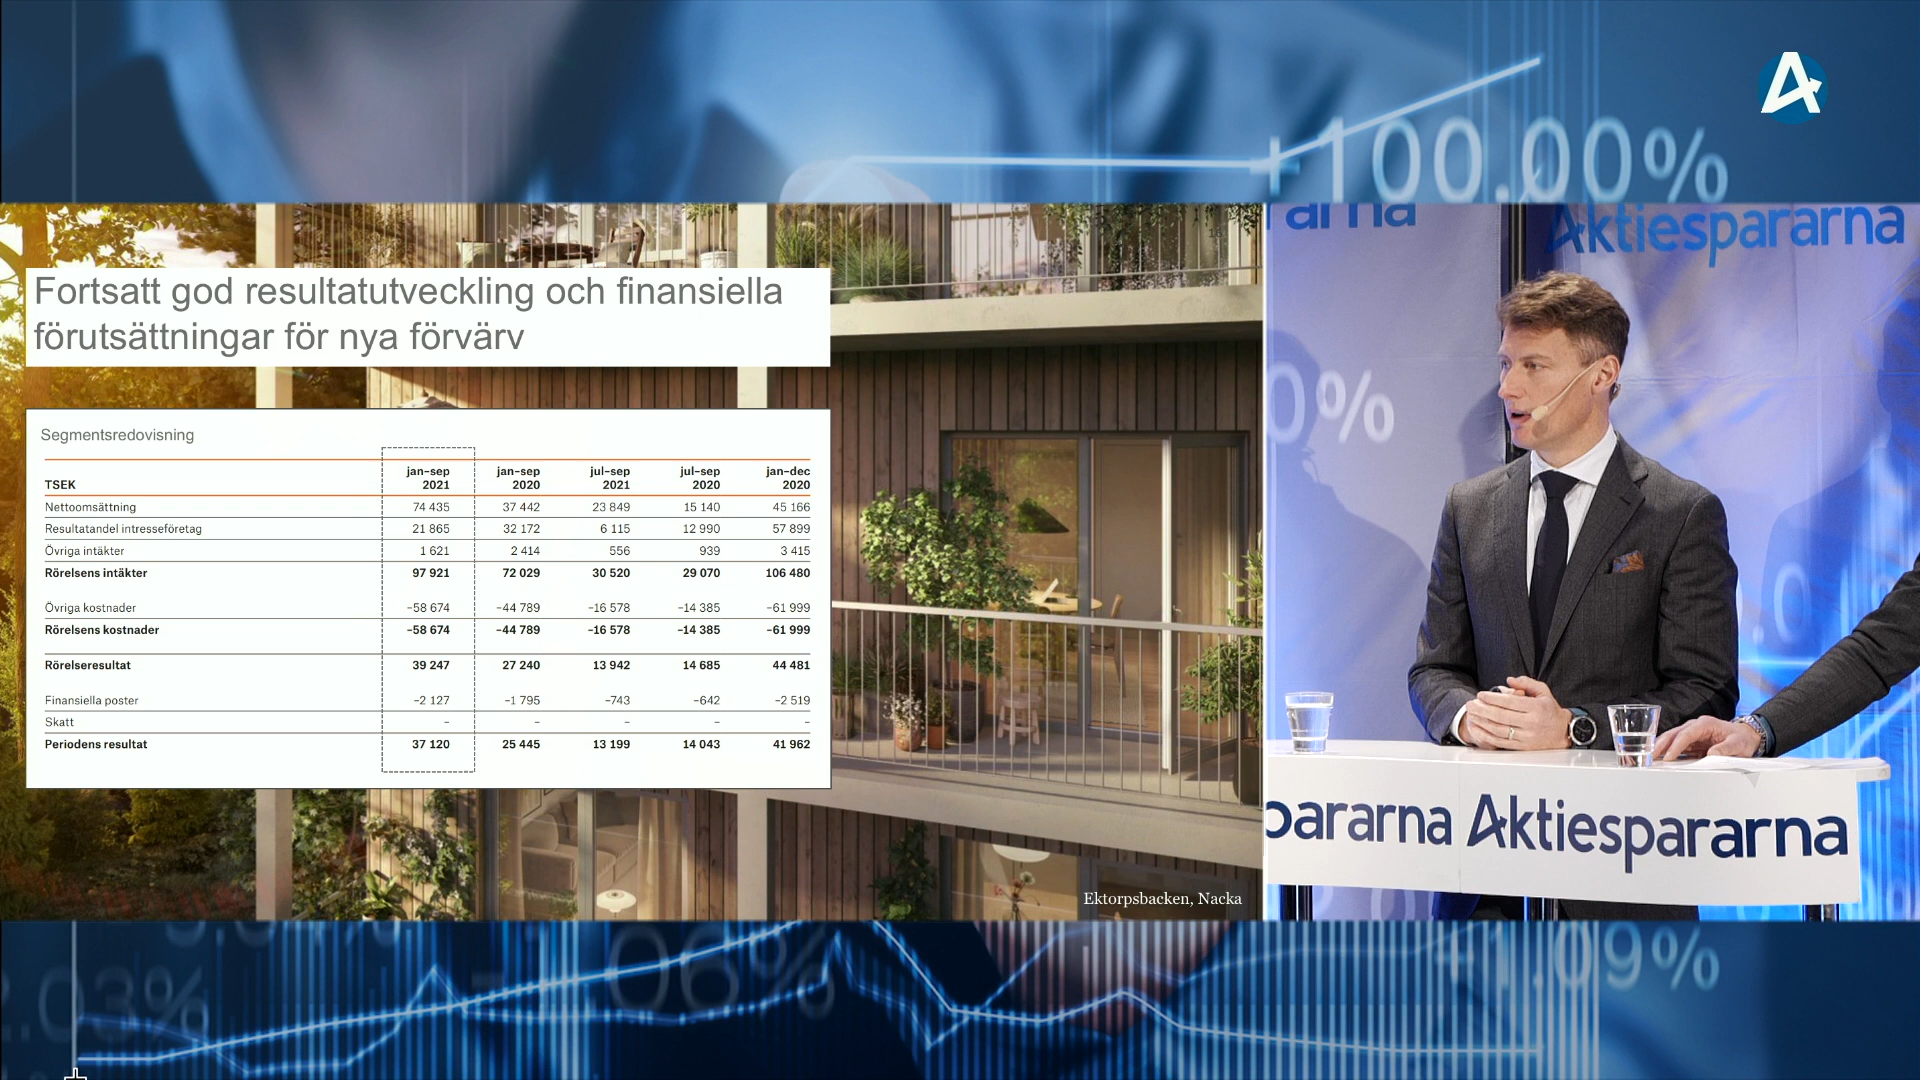 +100.00%
Fortsatt god resultatutveckling och finansiella
förutsättningar för nya förvärv
Segmentsredovisning
TSEK jan–sep 2021 jan–sep 2020 jul–sep 2021 jul–sep 2020 jan–dec 2020
Nettoomsättning 74 435 37 442 23 849 15 140 45 166
Resultatandel intresseföretag 21 865 32 172 6 115 12 990 57 899
Övriga intäkter 1 621 2 414 556 939 3 415
Rörelsens intäkter 97 921 72 029 30 520 29 070 106 480
Övriga kostnader –58 674 –44 789 –16 578 –14 385 –61 999
Rörelsens kostnader –58 674 –44 789 –16 578 –14 385 –61 999
Rörelseresultat 39 247 27 240 13 942 14 685 44 481
Finansiella poster –2 127 –1 795 –743 –642 –2 519
Skatt – – – – –
Periodens resultat 37 120 25 445 13 199 14 043 41 962
Ektorpsbacken, Nacka
arna Aktiespararna
0%
pararna Aktiespararna
2.03%
.06%
+1.09%